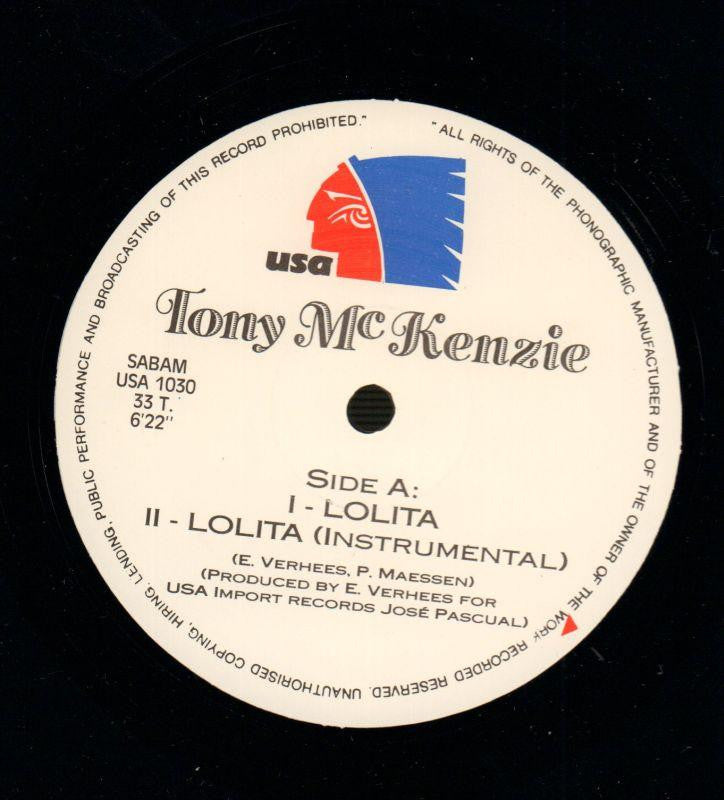 "ALL RIGHTS OF THE PHONOGRAPHIC MANUFACTURER AND OF THE OWNER OF THE WORK RECORDED RESERVED. UNAUTHORISED COPYING, HIRING, LENDING, PUBLIC PERFORMANCE AND BROADCASTING OF THIS RECORD PROHIBITED."
usa
Tony McKenzie
SABAM
USA 1030
33 T.
6'22"
SIDE A:
I - LOLITA
II - LOLITA (INSTRUMENTAL)
(E. VERHEES, P. MAESSEN)
(PRODUCED BY E. VERHEES FOR
USA IMPORT RECORDS JOSÉ PASCUAL)